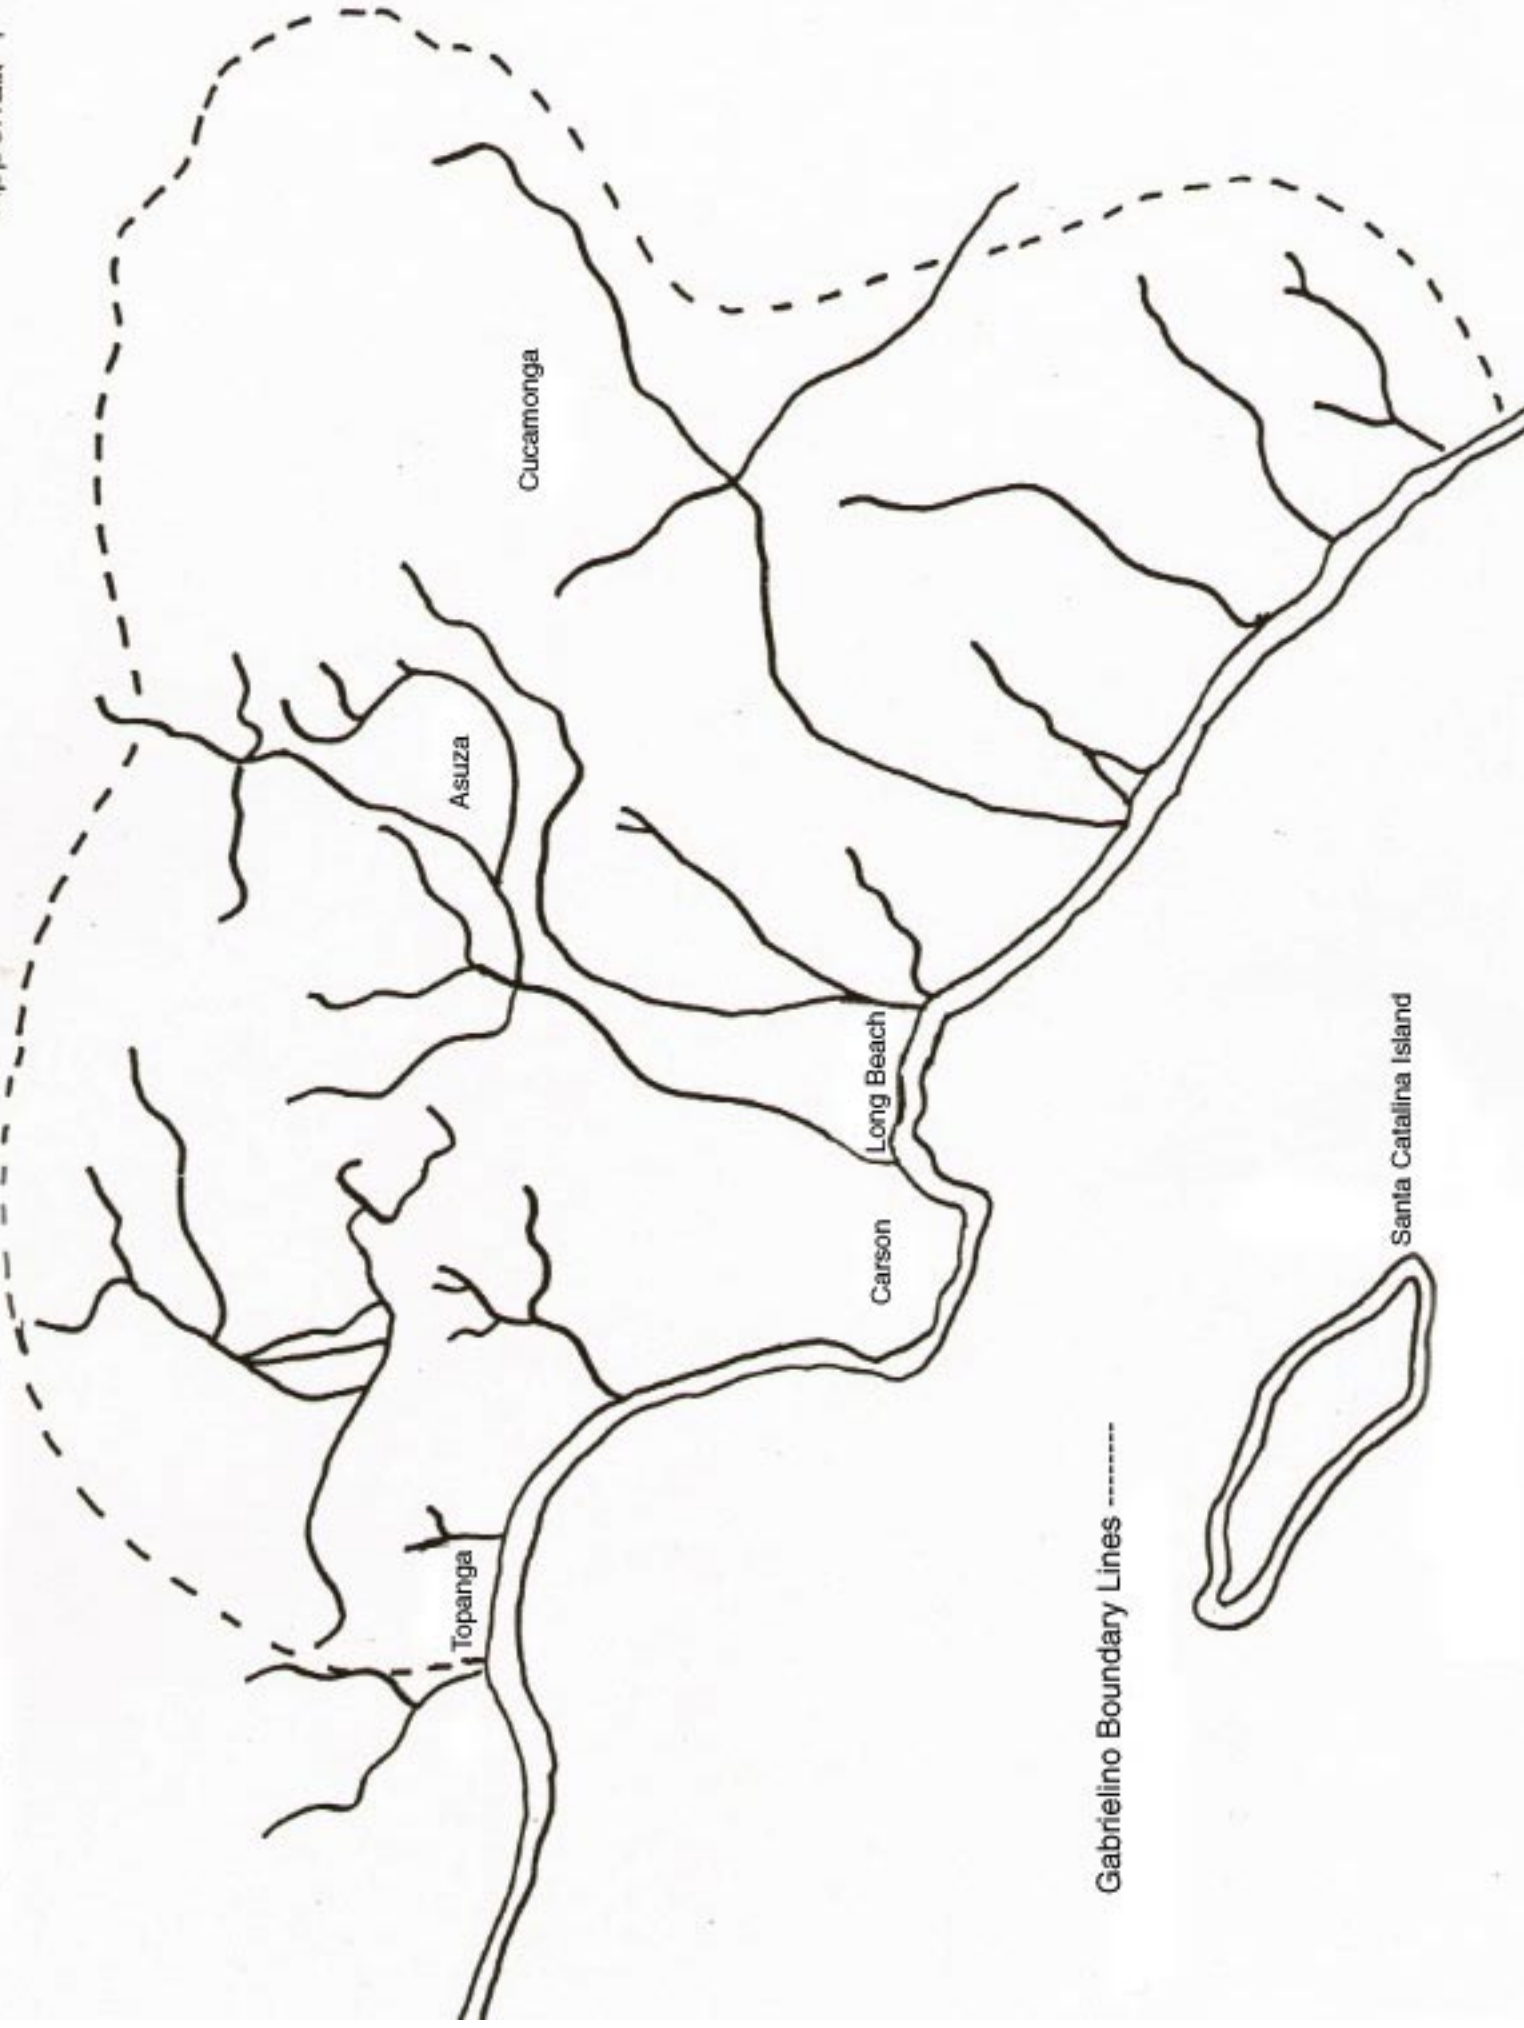 Cucamonga
Asuza
Topanga
Long Beach
Carson
Santa Catalina Island
Gabrielino Boundary Lines ---------